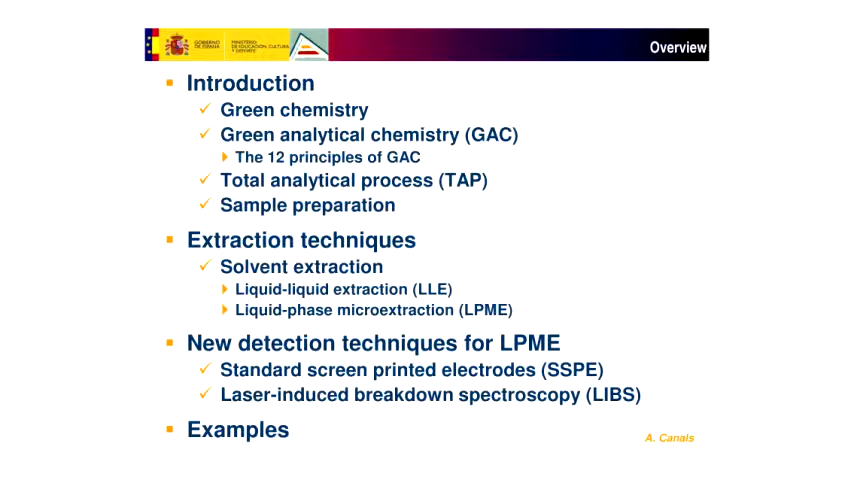 GOBIERNO
DE ESPAÑA
MINISTERIO
DE EDUCACIÓN, CULTURA
Y DEPORTE
Overview
Introduction
Green chemistry
Green analytical chemistry (GAC)
The 12 principles of GAC
Total analytical process (TAP)
Sample preparation
Extraction techniques
Solvent extraction
Liquid-liquid extraction (LLE)
Liquid-phase microextraction (LPME)
New detection techniques for LPME
Standard screen printed electrodes (SSPE)
Laser-induced breakdown spectroscopy (LIBS)
Examples
A. Canals